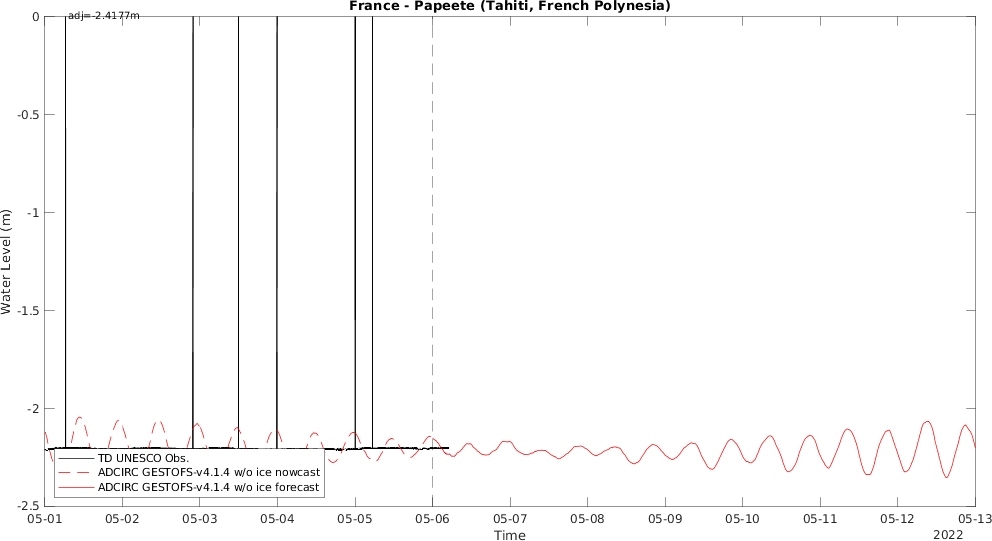 France - Papeete (Tahiti, French Polynesia)
adj=-2.4177m
Water Level (m)
0
-0.5
-1
-1.5
-2
-2.5
TD UNESCO Obs.
ADCIRC GESTOFS-v4.1.4 w/o ice nowcast
ADCIRC GESTOFS-v4.1.4 w/o ice forecast
05-01 05-02 05-03 05-04 05-05 05-06 05-07 05-08 05-09 05-10 05-11 05-12 05-13
Time
2022